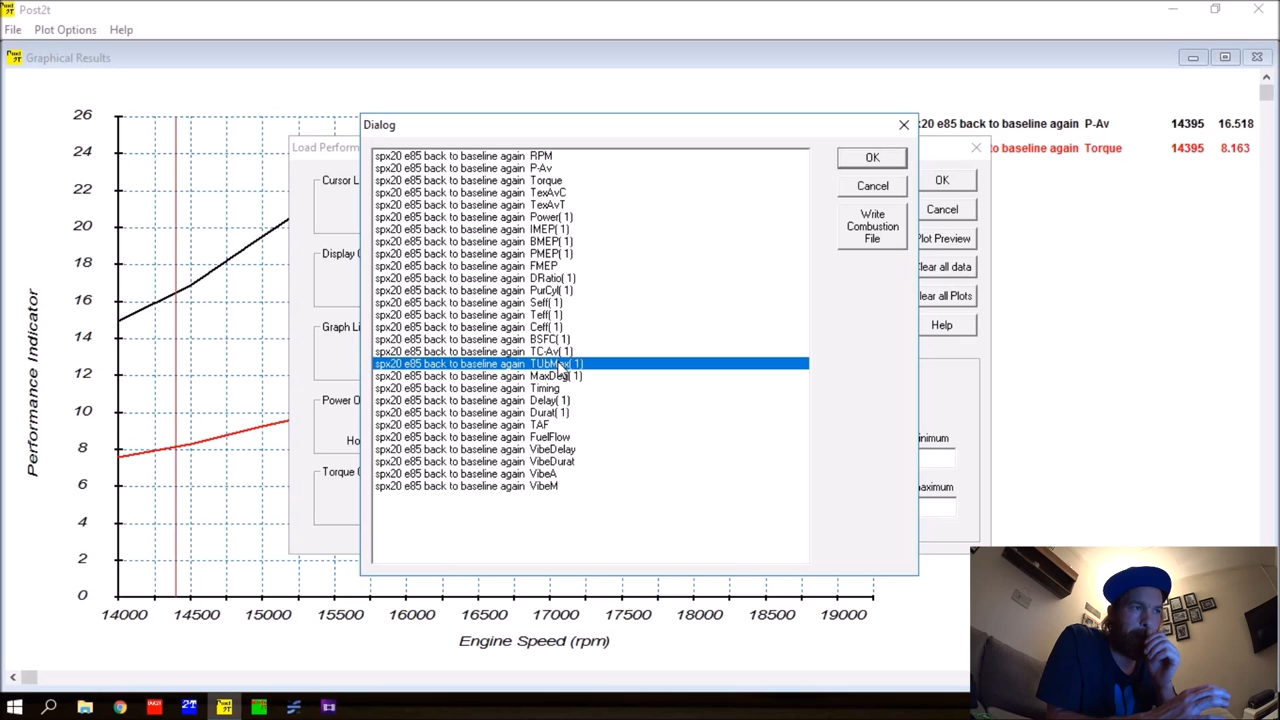 Post2t
File Plot Options Help
Graphical Results
26
24
22
20
18
16
14
12
10
8
6
4
2
0
Performance Indicator
14000 14500 15000 15500 16000 16500 17000 17500 18000 18500 19000
Engine Speed (rpm)
20 e85 back to baseline again P-Av 14395 16.518
to baseline again Torque 14395 8.163
Load Perform
Cursor L
Display
Graph Li
Power O
Ho
Torque
OK
Cancel
Plot Preview
Clear all data
Clear all Plots
Help
inimum
maximum
Dialog
spx20 e85 back to baseline again RPM
spx20 e85 back to baseline again P-Av
spx20 e85 back to baseline again Torque
spx20 e85 back to baseline again TexAvC
spx20 e85 back to baseline again TexAvT
spx20 e85 back to baseline again Power( 1)
spx20 e85 back to baseline again IMEP( 1)
spx20 e85 back to baseline again BMEP( 1)
spx20 e85 back to baseline again PMEP( 1)
spx20 e85 back to baseline again FMEP
spx20 e85 back to baseline again DRatio( 1)
spx20 e85 back to baseline again PurCyl( 1)
spx20 e85 back to baseline again Seff( 1)
spx20 e85 back to baseline again Teff( 1)
spx20 e85 back to baseline again Ceff( 1)
spx20 e85 back to baseline again BSFC( 1)
spx20 e85 back to baseline again TC-Av( 1)
spx20 e85 back to baseline again TUbMax( 1)
spx20 e85 back to baseline again MaxDeg( 1)
spx20 e85 back to baseline again Timing
spx20 e85 back to baseline again Delay( 1)
spx20 e85 back to baseline again Durat( 1)
spx20 e85 back to baseline again TAF
spx20 e85 back to baseline again FuelFlow
spx20 e85 back to baseline again VibeDelay
spx20 e85 back to baseline again VibeDurat
spx20 e85 back to baseline again VibeA
spx20 e85 back to baseline again VibeM
OK
Cancel
Write
Combustion
File